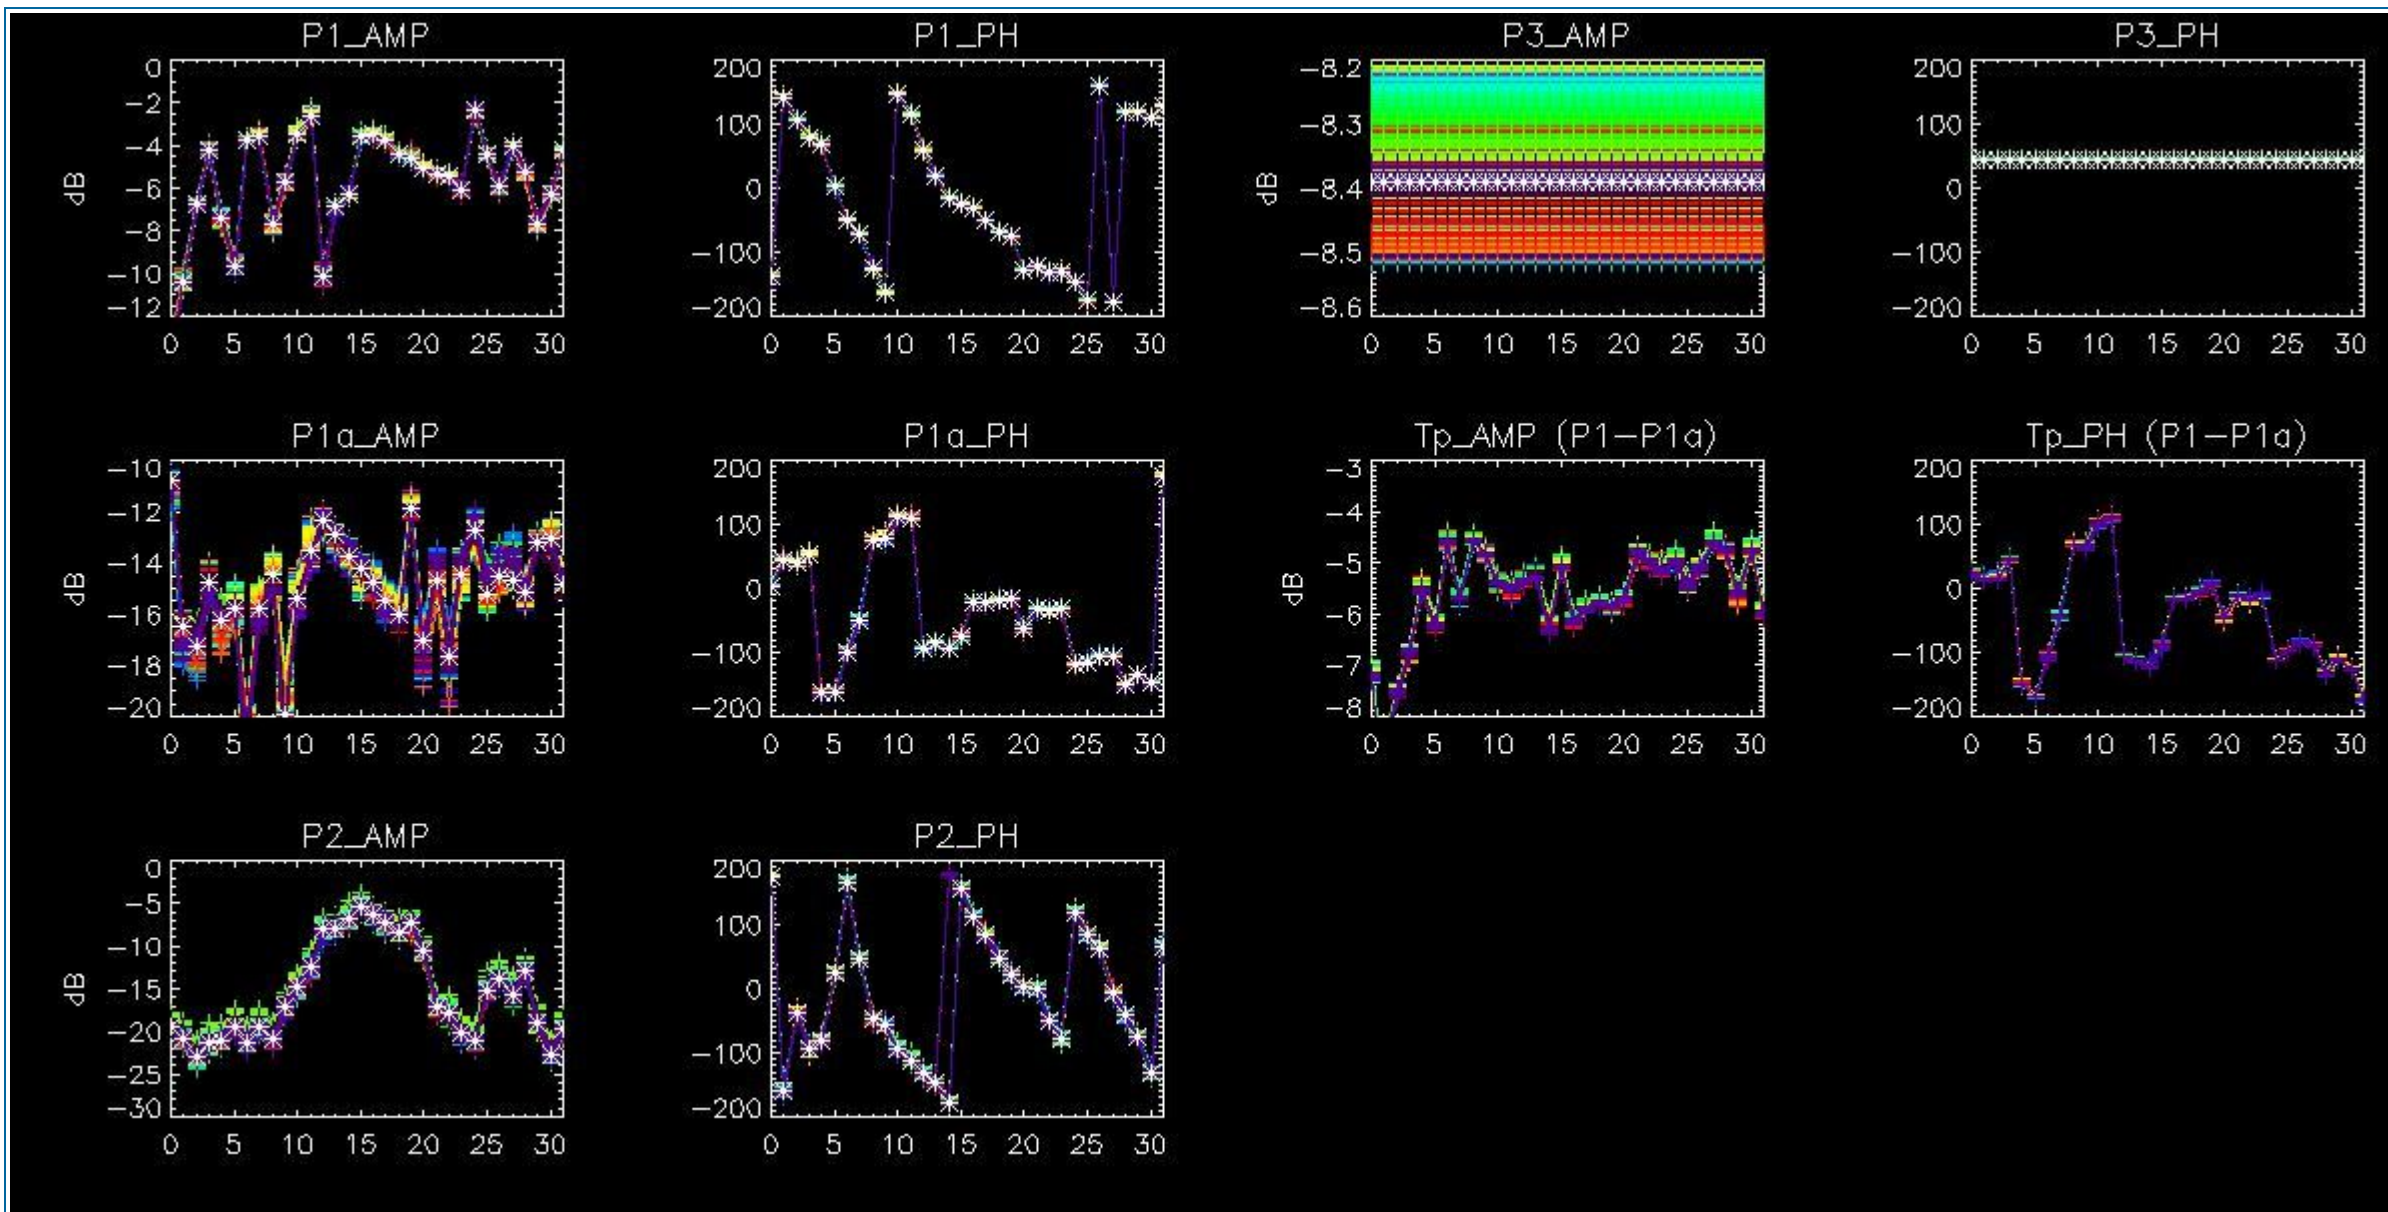 P1_AMP
0
−2
−4
−6
−8
−10
−12
dB
0 5 10 15 20 25 30
P1_PH
200
100
0
−100
−200
0 5 10 15 20 25 30
P3_AMP
−8.2
−8.3
−8.4
−8.5
−8.6
dB
0 5 10 15 20 25 30
P3_PH
200
100
0
−100
−200
0 5 10 15 20 25 30
P1a_AMP
−10
−12
−14
−16
−18
−20
dB
0 5 10 15 20 25 30
P1a_PH
200
100
0
−100
−200
0 5 10 15 20 25 30
Tp_AMP (P1−P1a)
−3
−4
−5
−6
−7
−8
dB
0 5 10 15 20 25 30
Tp_PH (P1−P1a)
200
100
0
−100
−200
0 5 10 15 20 25 30
P2_AMP
0
−5
−10
−15
−20
−25
−30
dB
0 5 10 15 20 25 30
P2_PH
200
100
0
−100
−200
0 5 10 15 20 25 30